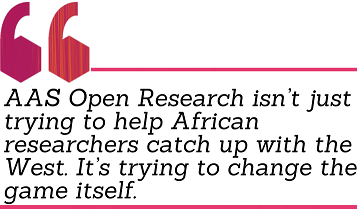 AAS Open Research isn't just
trying to help African
researchers catch up with the
West. It's trying to change the
game itself.